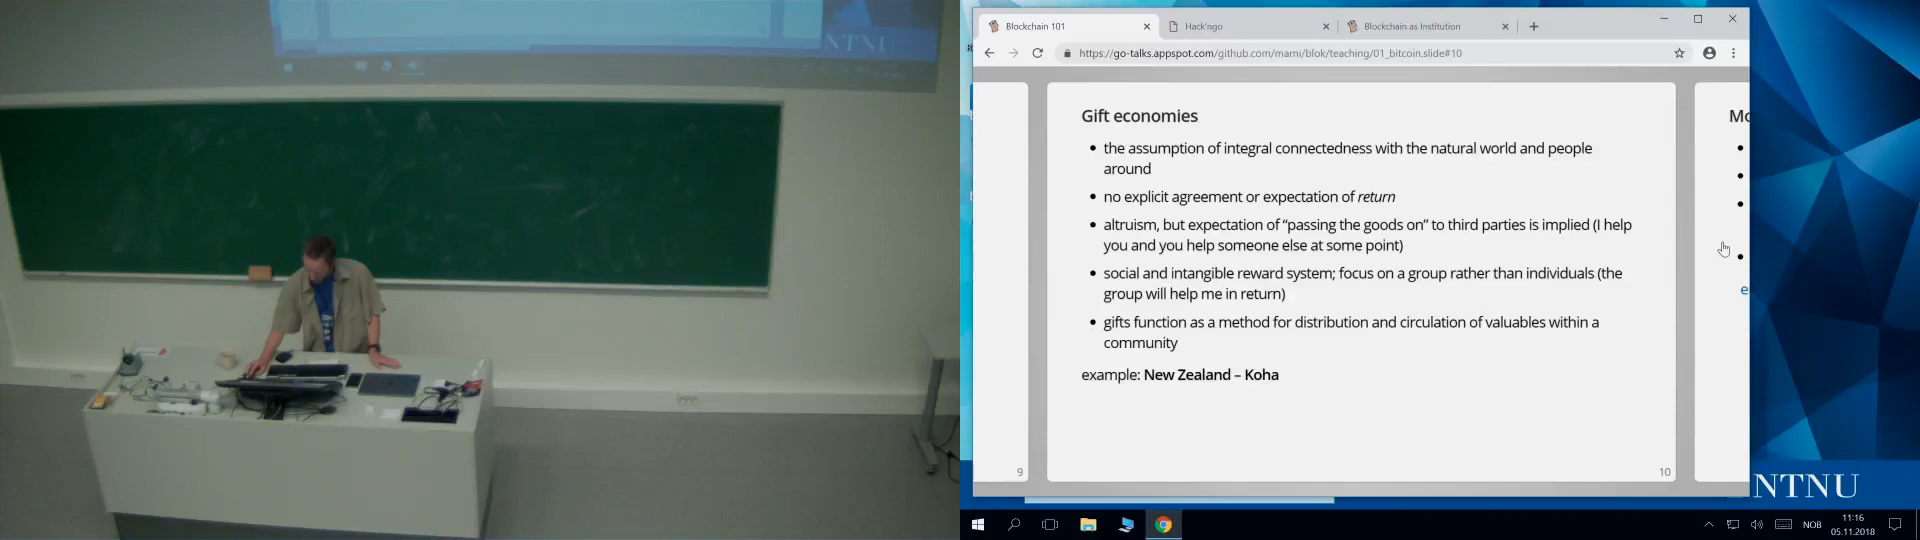 NTNU
Blockchain 101
Hack'ngo
Blockchain as Institution
https://go-talks.appspot.com/github.com/mami/blok/teaching/01_bitcoin.slide#10
Gift economies
• the assumption of integral connectedness with the natural world and people
around
• no explicit agreement or expectation of return
• altruism, but expectation of “passing the goods on” to third parties is implied (I help
you and you help someone else at some point)
• social and intangible reward system; focus on a group rather than individuals (the
group will help me in return)
• gifts function as a method for distribution and circulation of valuables within a
community
example: New Zealand – Koha
9
10
Mo
e
NTNU
NOB
11:16
05.11.2018